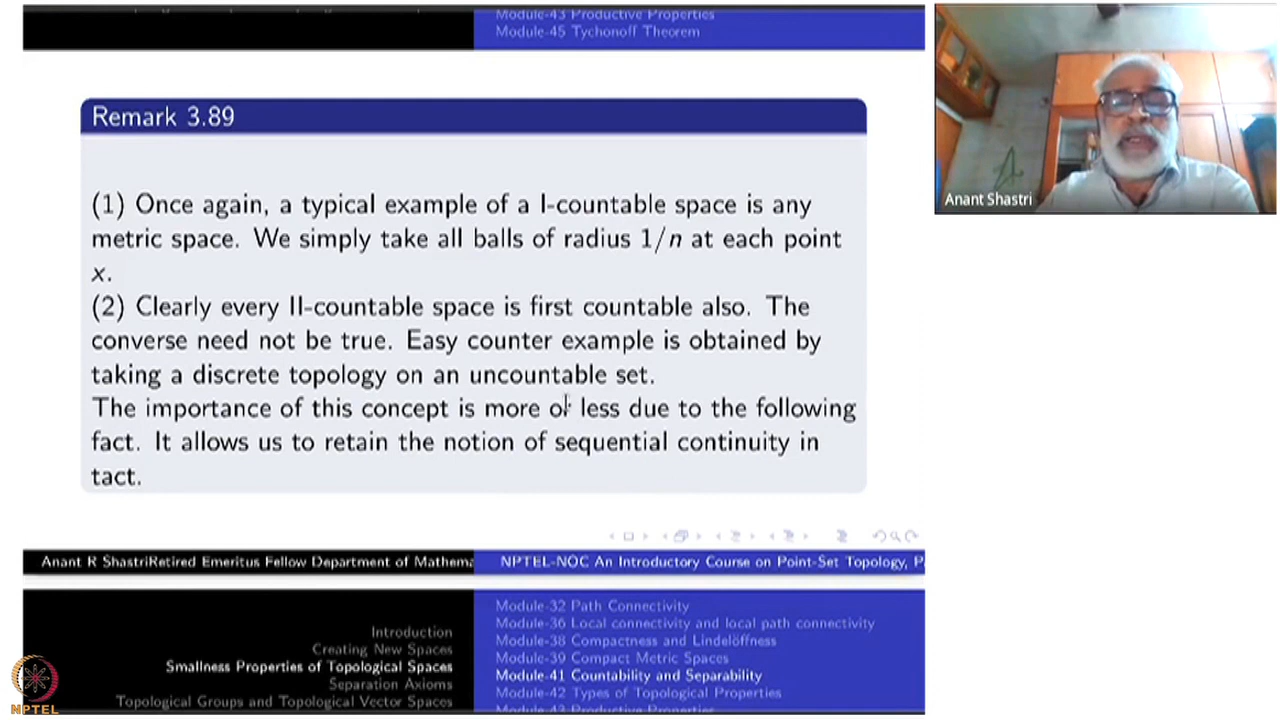 Module-43 Productive Properties
Module-45 Tychonoff Theorem
Remark 3.89
(1) Once again, a typical example of a I-countable space is any
metric space. We simply take all balls of radius 1/n at each point
x.
(2) Clearly every II-countable space is first countable also. The
converse need not be true. Easy counter example is obtained by
taking a discrete topology on an uncountable set.
The importance of this concept is more or less due to the following
fact. It allows us to retain the notion of sequential continuity in
tact.
Anant Shastri
Anant R ShastriRetired Emeritus Fellow Department of Mathema
NPTEL-NOC An Introductory Course on Point-Set Topology, P
Introduction
Creating New Spaces
Smallness Properties of Topological Spaces
Separation Axioms
Topological Groups and Topological Vector Spaces
Module-32 Path Connectivity
Module-36 Local connectivity and local path connectivity
Module-38 Compactness and Lindelöffness
Module-39 Compact Metric Spaces
Module-41 Countability and Separability
Module-42 Types of Topological Properties
Module-43 Productive Properties
NPTEL